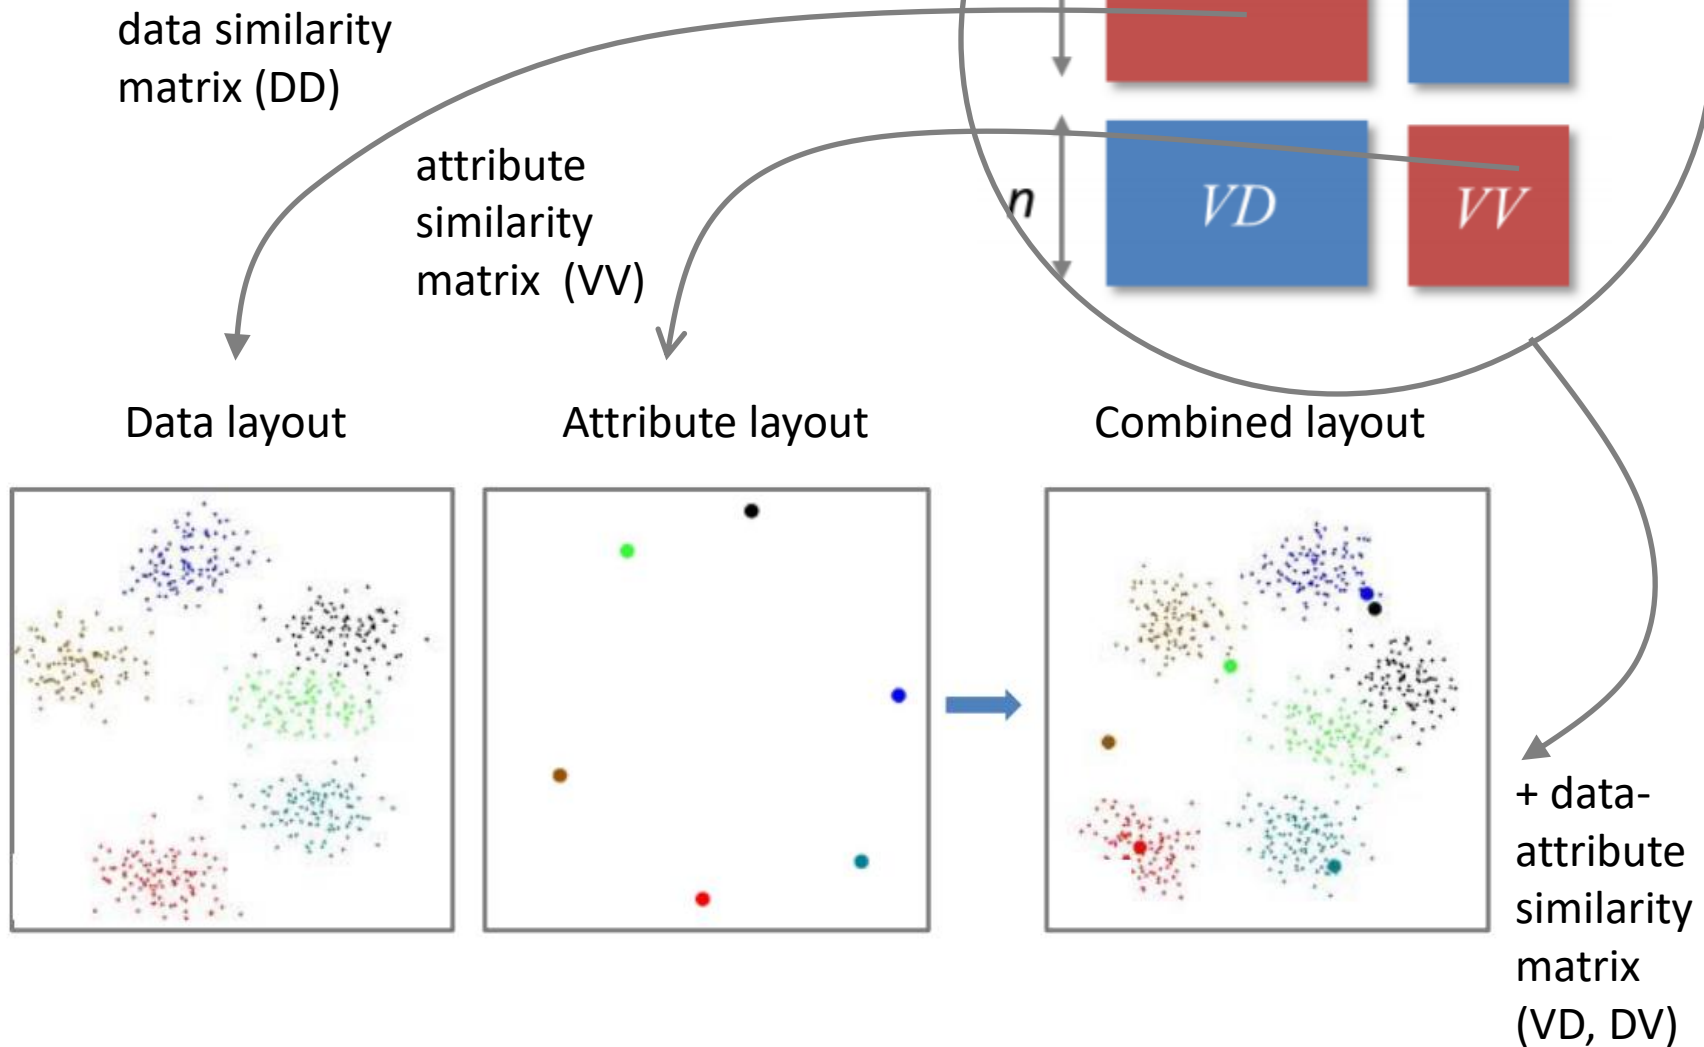 data similarity
matrix (DD)
attribute
similarity
matrix (VV)
n
VD
VV
Data layout
Attribute layout
Combined layout
+ data-
attribute
similarity
matrix
(VD, DV)